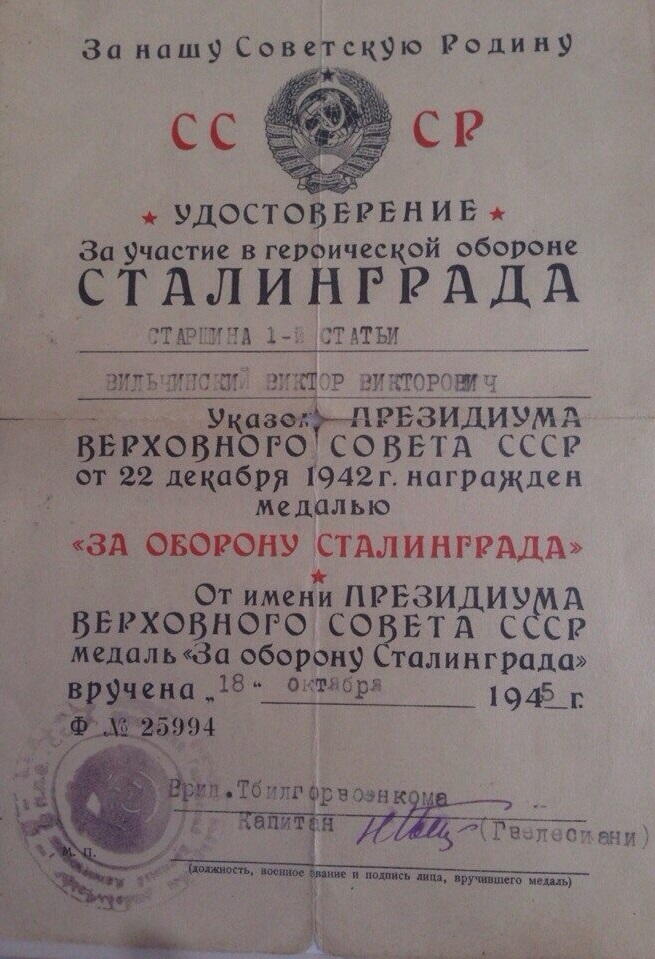 За нашу Советскую Родину
СС СР
УДОСТОВЕРЕНИЕ
За участие в героической обороне
СТАЛИНГРАДА
СТАРШИНА 1-Й СТАТЬИ
ВИЛЬЧИНСКИЙ ВИКТОР ВИКТОРОВИЧ
Указом ПРЕЗИДИУМА
ВЕРХОВНОГО СОВЕТА СССР
от 22 декабря 1942 г. награжден
медалью
«ЗА ОБОРОНУ СТАЛИНГРАДА»
От имени ПРЕЗИДИУМА
ВЕРХОВНОГО СОВЕТА СССР
медаль «За оборону Сталинграда»
вручена „18" октября 1945 г.
Ф № 25994
Врид. Тбилгорвоенкома
Капитан (Гвелесиани)
М. П.
(должность, военное звание и подпись лица, вручившего медаль)